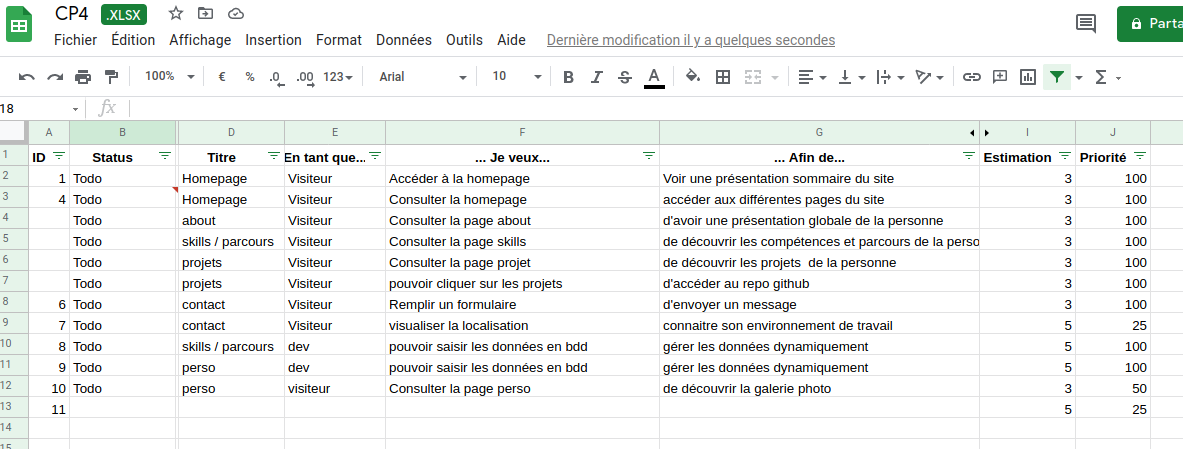 CP4 .XLSX
Fichier Édition Affichage Insertion Format Données Outils Aide Dernière modification il y a quelques secondes
Parta
100% € % .0 .00 123 Arial 10 B I S A Σ
18 fx
A B D E F G I J
1 ID Status Titre En tant que... ... Je veux... ... Afin de... Estimation Priorité
2 1 Todo Homepage Visiteur Accéder à la homepage Voir une présentation sommaire du site 3 100
3 4 Todo Homepage Visiteur Consulter la homepage accéder aux différentes pages du site 3 100
4 Todo about Visiteur Consulter la page about d'avoir une présentation globale de la personne 3 100
5 Todo skills / parcours Visiteur Consulter la page skills de découvrir les compétences et parcours de la perso 3 100
6 Todo projets Visiteur Consulter la page projet de découvrir les projets  de la personne 3 100
7 Todo projets Visiteur pouvoir cliquer sur les projets d'accéder au repo github 3 100
8 6 Todo contact Visiteur Remplir un formulaire d'envoyer un message 3 100
9 7 Todo contact Visiteur visualiser la localisation connaitre son environnement de travail 5 25
10 8 Todo skills / parcours dev pouvoir saisir les données en bdd gérer les données dynamiquement 5 100
11 9 Todo perso dev pouvoir saisir les données en bdd gérer les données dynamiquement 5 100
12 10 Todo perso visiteur Consulter la page perso de découvrir la galerie photo 3 50
13 11 5 25
14
15